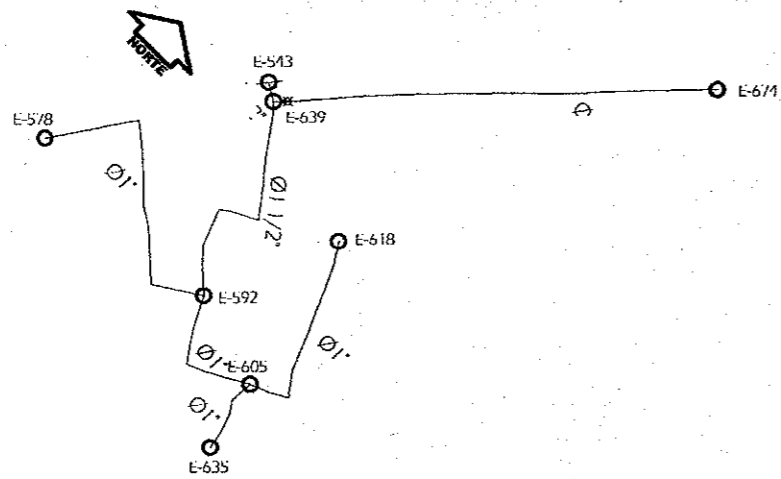 NORTE
E-543
E-674
E-639
E-578
Ø1"
Ø1 1/2"
E-618
E-592
Ø1"
Ø1"
E-605
Ø1"
E-635